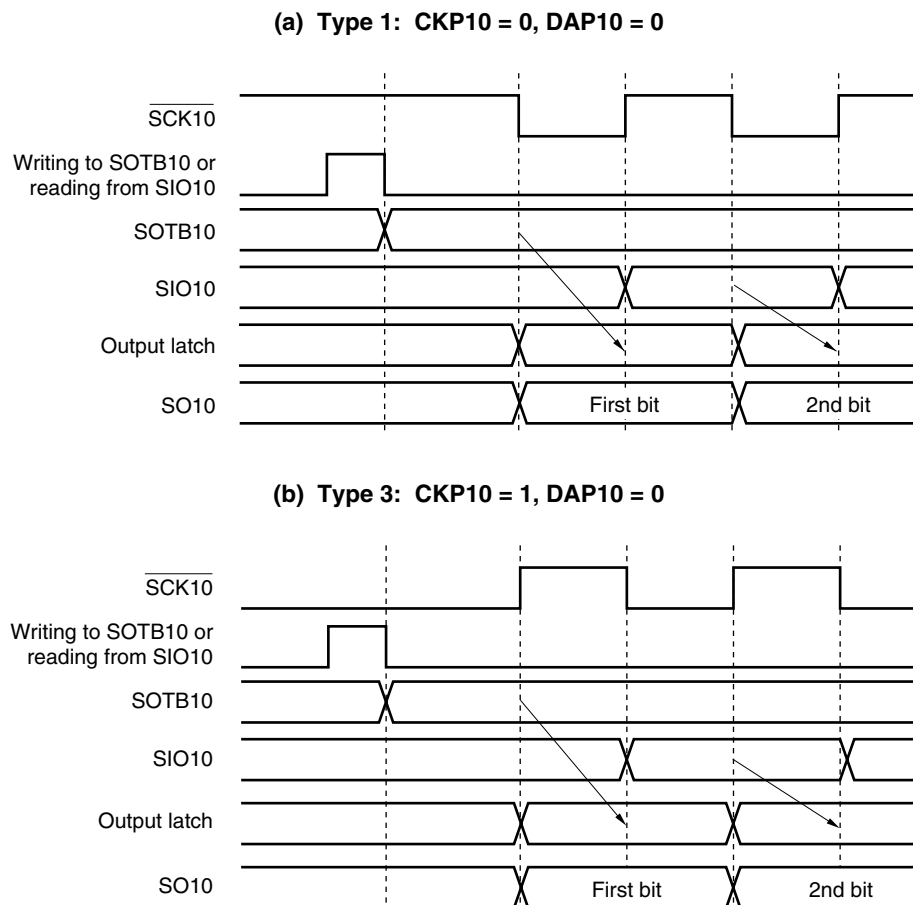 (a) Type 1: CKP10 = 0, DAP10 = 0
SCK10
Writing to SOTB10 or
reading from SIO10
SOTB10
SIO10
Output latch
SO10
First bit
2nd bit
(b) Type 3: CKP10 = 1, DAP10 = 0
SCK10
Writing to SOTB10 or
reading from SIO10
SOTB10
SIO10
Output latch
SO10
First bit
2nd bit